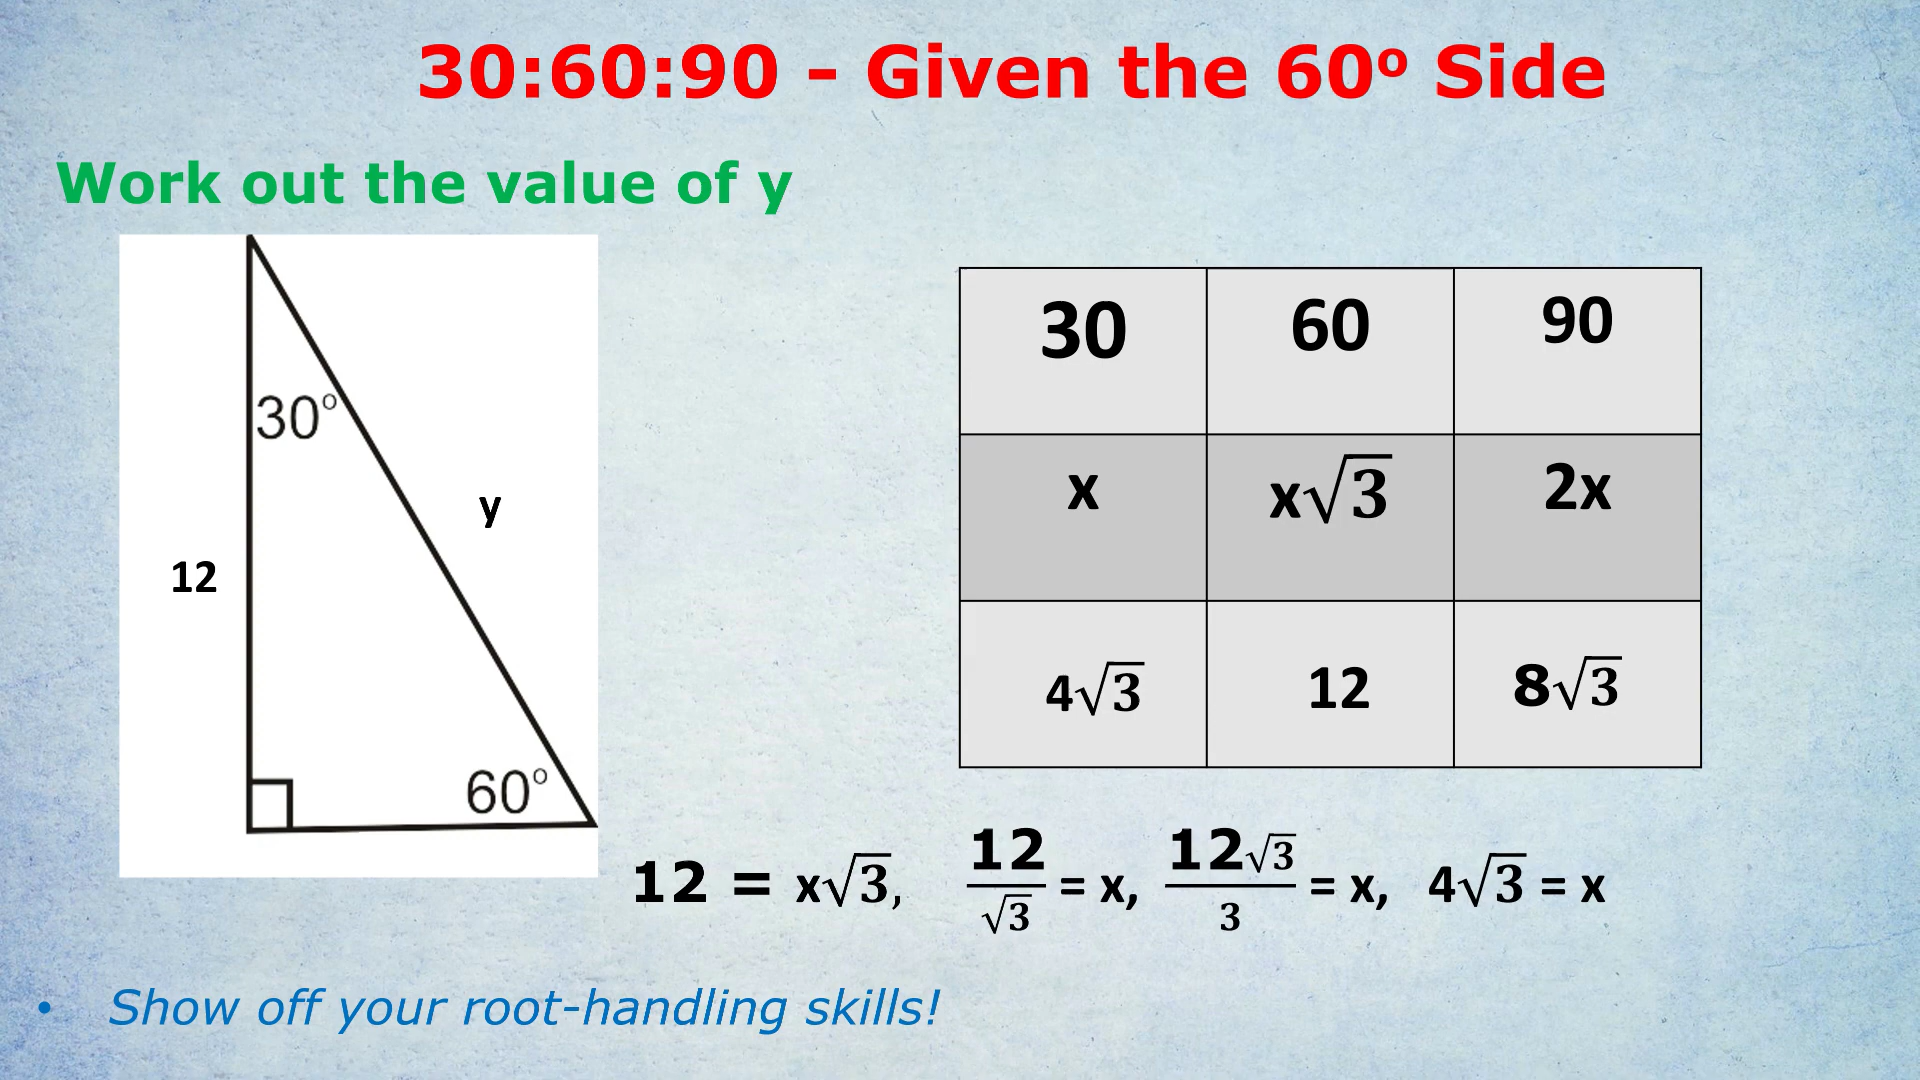 30:60:90 – Given the 60º Side
Work out the value of y
30º
y
12
60º
30 60 90
x x√3 2x
4√3 12 8√3
12 = x√3, 12/√3 = x, 12√3/3 = x, 4√3 = x
• Show off your root-handling skills!